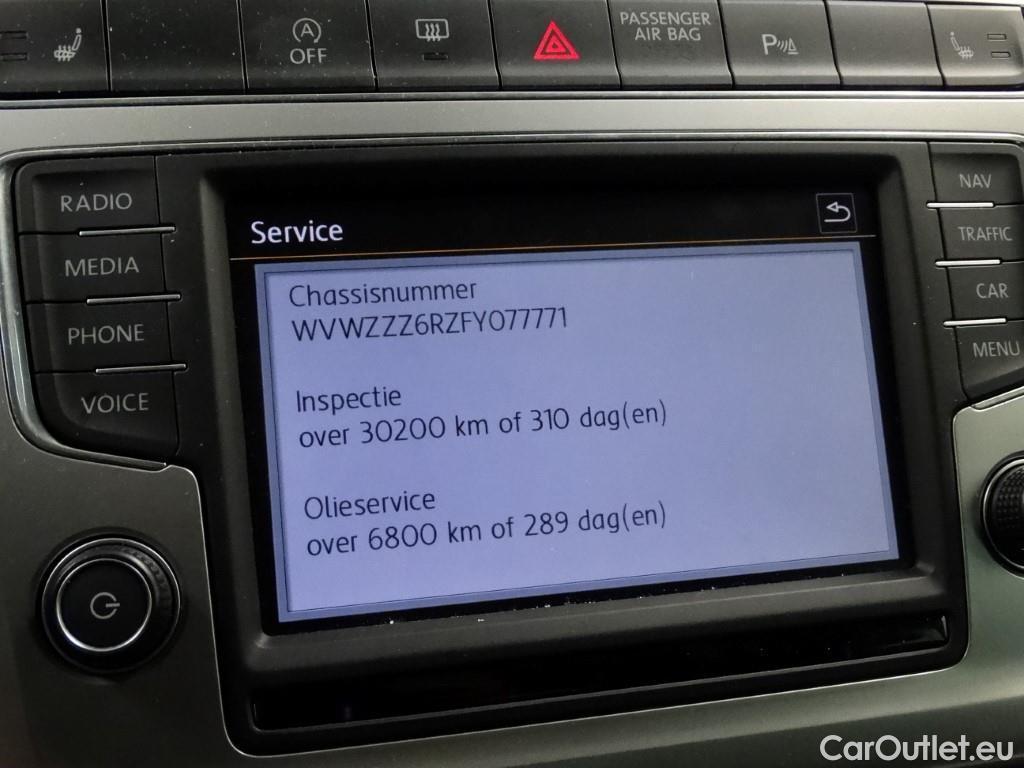 A
OFF
PASSENGER
AIR BAG
P
RADIO
MEDIA
PHONE
VOICE
NAV
TRAFFIC
CAR
MENU
Service
Chassisnummer
WVWZZZ6RZFY077771
Inspectie
over 30200 km of 310 dag(en)
Olieservice
over 6800 km of 289 dag(en)
CarOutlet.eu